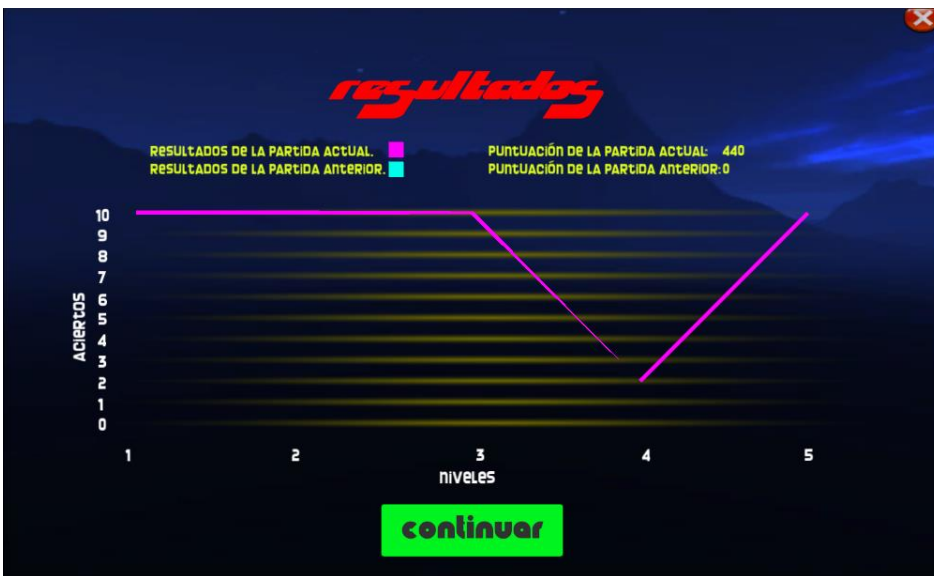 resultados
Resultados de la partida actual.
Resultados de la partida anterior.
Puntuación de la partida actual: 440
Puntuación de la partida anterior: 0
10
9
8
7
6
5
4
3
2
1
0
Aciertos
1 2 3 4 5
niveles
continuar